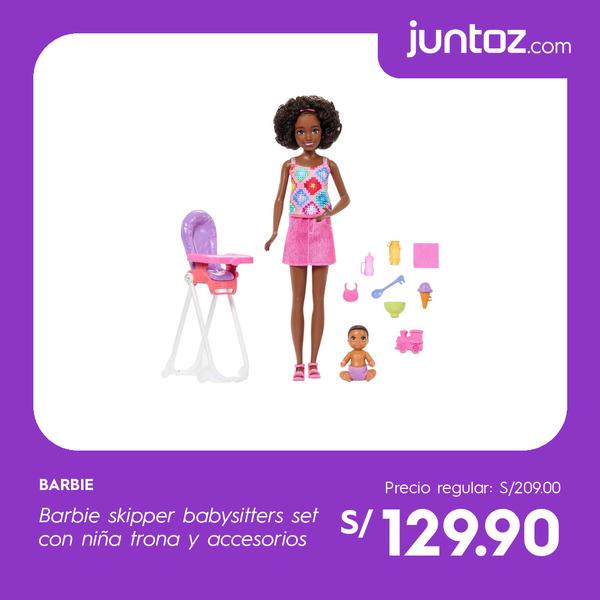 juntoz.com
BARBIE
Barbie skipper babysitters set
con niña trona y accesorios
Precio regular: S/209.00
S/129.90